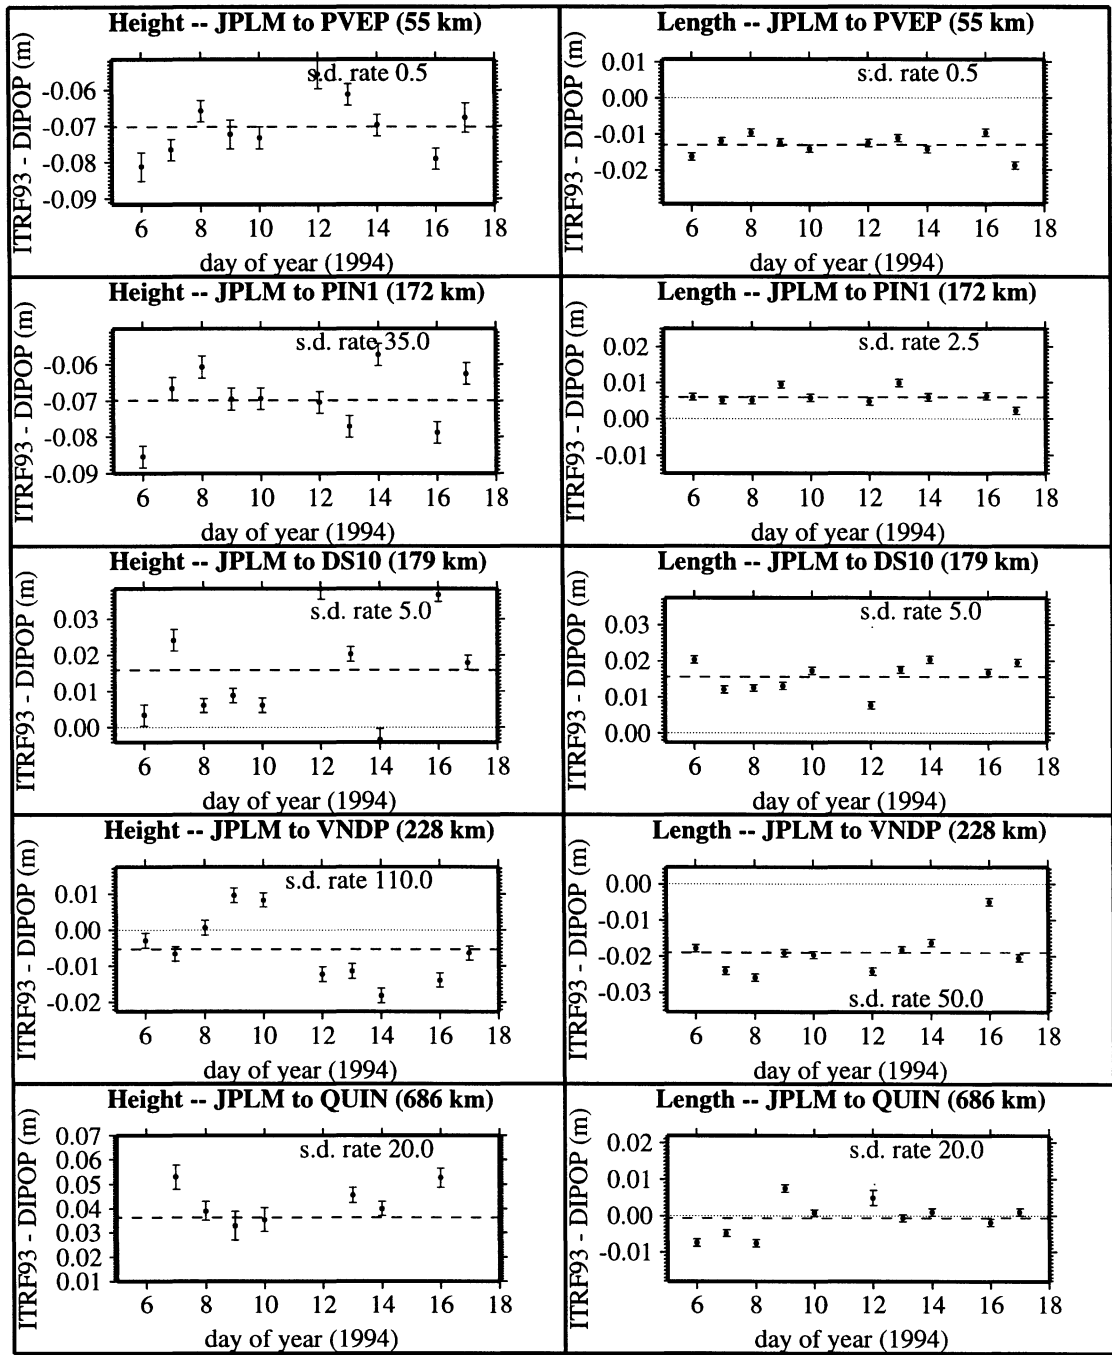 Height -- JPLM to PVEP (55 km)
ITRF93 - DIPOP (m)
s.d. rate 0.5
-0.06
-0.07
-0.08
-0.09
6 8 10 12 14 16 18
day of year (1994)
Length -- JPLM to PVEP (55 km)
ITRF93 - DIPOP (m)
s.d. rate 0.5
0.01
0.00
-0.01
-0.02
6 8 10 12 14 16 18
day of year (1994)
Height -- JPLM to PIN1 (172 km)
ITRF93 - DIPOP (m)
s.d. rate 35.0
-0.06
-0.07
-0.08
-0.09
6 8 10 12 14 16 18
day of year (1994)
Length -- JPLM to PIN1 (172 km)
ITRF93 - DIPOP (m)
s.d. rate 2.5
0.02
0.01
0.00
-0.01
6 8 10 12 14 16 18
day of year (1994)
Height -- JPLM to DS10 (179 km)
ITRF93 - DIPOP (m)
s.d. rate 5.0
0.03
0.02
0.01
0.00
6 8 10 12 14 16 18
day of year (1994)
Length -- JPLM to DS10 (179 km)
ITRF93 - DIPOP (m)
s.d. rate 5.0
0.03
0.02
0.01
0.00
6 8 10 12 14 16 18
day of year (1994)
Height -- JPLM to VNDP (228 km)
ITRF93 - DIPOP (m)
s.d. rate 110.0
0.01
0.00
-0.01
-0.02
6 8 10 12 14 16 18
day of year (1994)
Length -- JPLM to VNDP (228 km)
ITRF93 - DIPOP (m)
0.00
-0.01
-0.02
-0.03
s.d. rate 50.0
6 8 10 12 14 16 18
day of year (1994)
Height -- JPLM to QUIN (686 km)
ITRF93 - DIPOP (m)
s.d. rate 20.0
0.07
0.06
0.05
0.04
0.03
0.02
0.01
6 8 10 12 14 16 18
day of year (1994)
Length -- JPLM to QUIN (686 km)
ITRF93 - DIPOP (m)
s.d. rate 20.0
0.02
0.01
0.00
-0.01
6 8 10 12 14 16 18
day of year (1994)